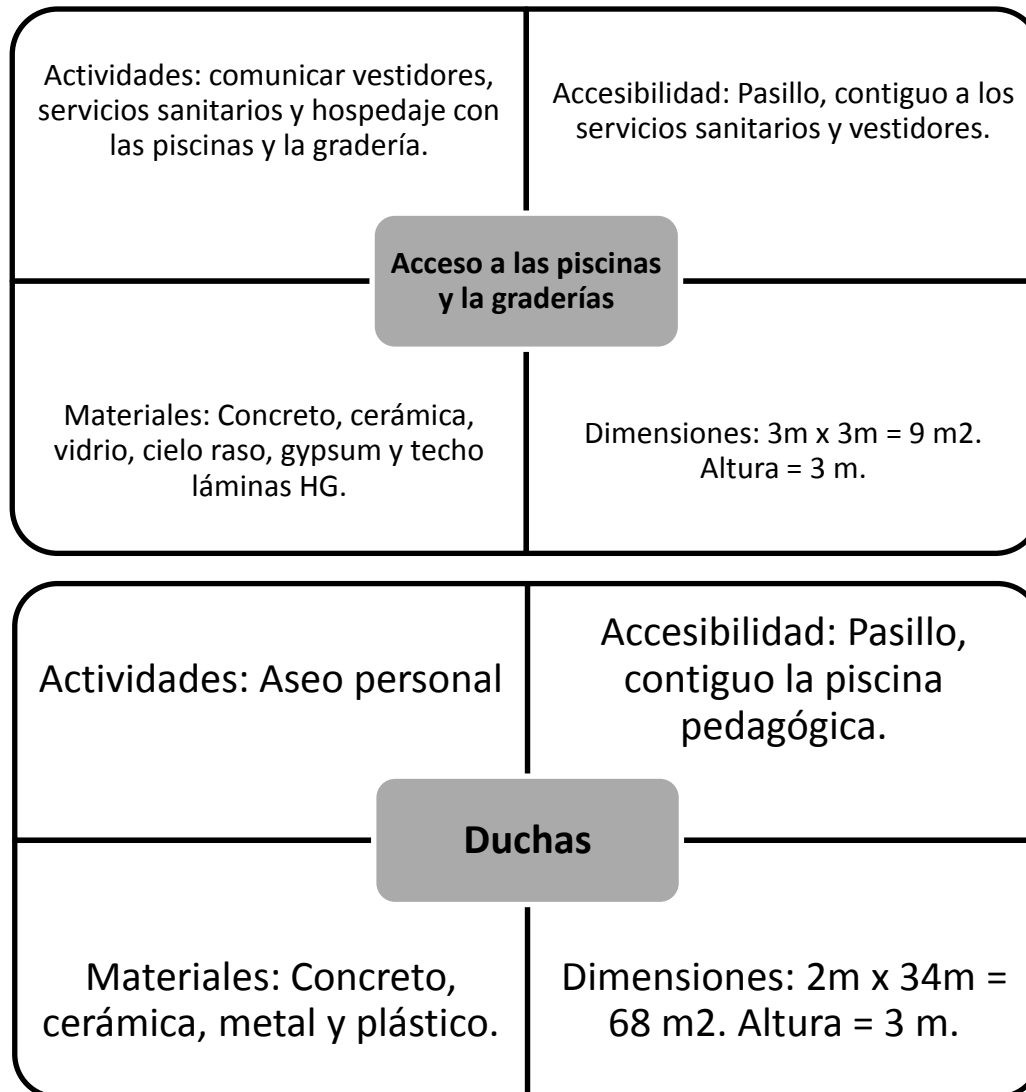 Actividades: comunicar vestidores,
servicios sanitarios y hospedaje con
las piscinas y la gradería.
Accesibilidad: Pasillo, contiguo a los
servicios sanitarios y vestidores.
Acceso a las piscinas
y la graderías
Materiales: Concreto, cerámica,
vidrio, cielo raso, gypsum y techo
láminas HG.
Dimensiones: 3m x 3m = 9 m2.
Altura = 3 m.
Actividades: Aseo personal
Accesibilidad: Pasillo,
contiguo la piscina
pedagógica.
Duchas
Materiales: Concreto,
cerámica, metal y plástico.
Dimensiones: 2m x 34m =
68 m2. Altura = 3 m.